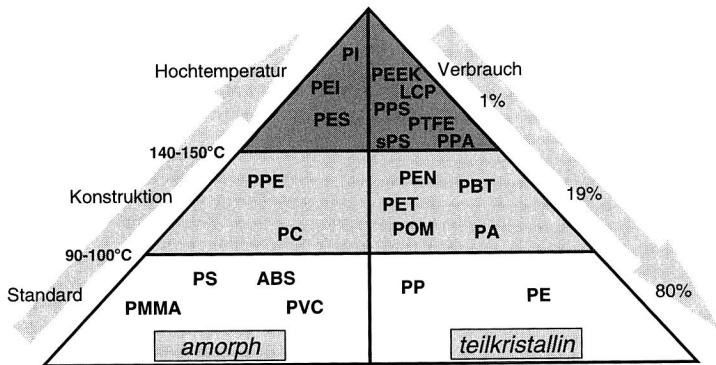 PI
Hochtemperatur
PEEK
Verbrauch
PEI
LCP
1%
PPS
PES
PTFE
sPS
PPA
140-150°C
PPE
PEN
PBT
19%
Konstruktion
PET
PC
POM
PA
90-100°C
PS
ABS
PP
PE
80%
Standard
PMMA
PVC
amorph
teilkristallin